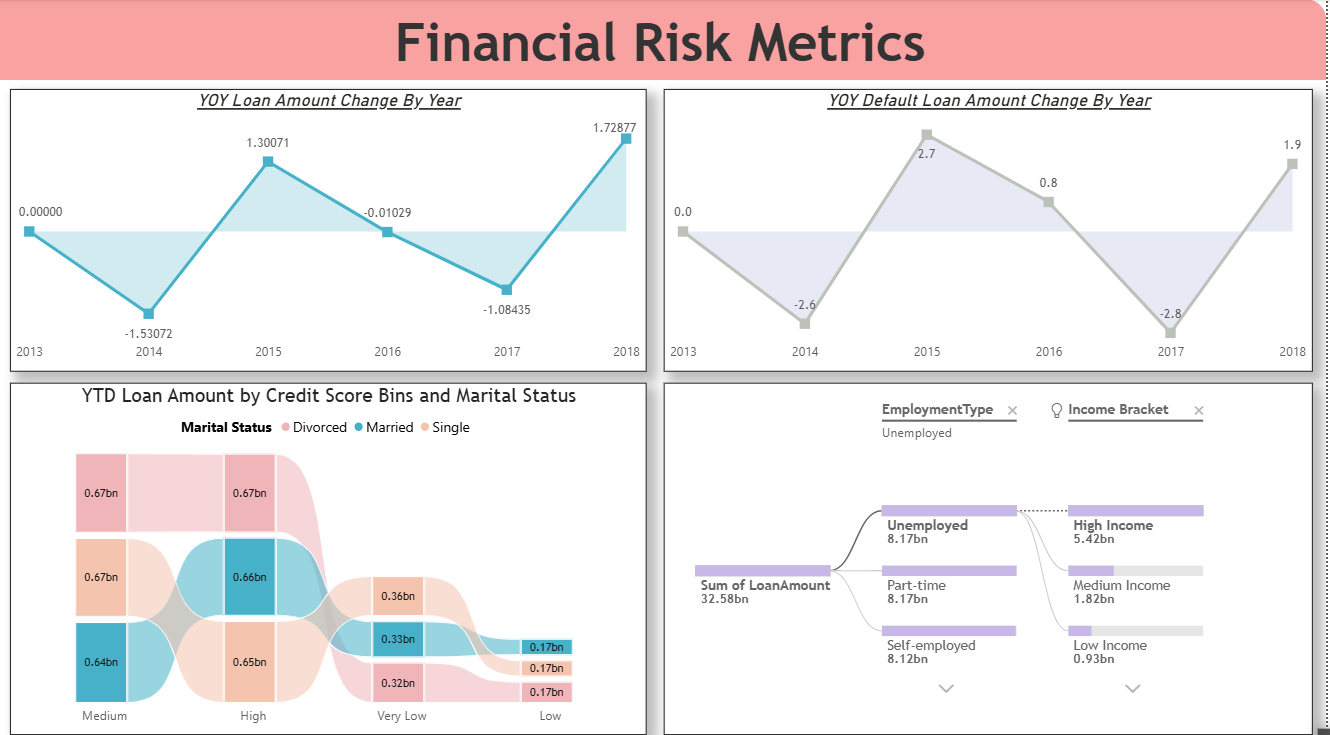 Financial Risk Metrics
YOY Loan Amount Change By Year
1.72877
1.30071
0.00000
-0.01029
-1.08435
-1.53072
2013 2014 2015 2016 2017 2018
YOY Default Loan Amount Change By Year
1.9
2.7
0.8
0.0
-2.6
-2.8
2013 2014 2015 2016 2017 2018
YTD Loan Amount by Credit Score Bins and Marital Status
Marital Status Divorced Married Single
0.67bn 0.67bn
0.67bn 0.66bn 0.36bn
0.33bn 0.17bn
0.64bn 0.65bn 0.17bn
0.32bn 0.17bn
Medium High Very Low Low
EmploymentType Income Bracket
Unemployed
Unemployed High Income
8.17bn 5.42bn
Sum of LoanAmount Part-time Medium Income
32.58bn 8.17bn 1.82bn
Self-employed Low Income
8.12bn 0.93bn